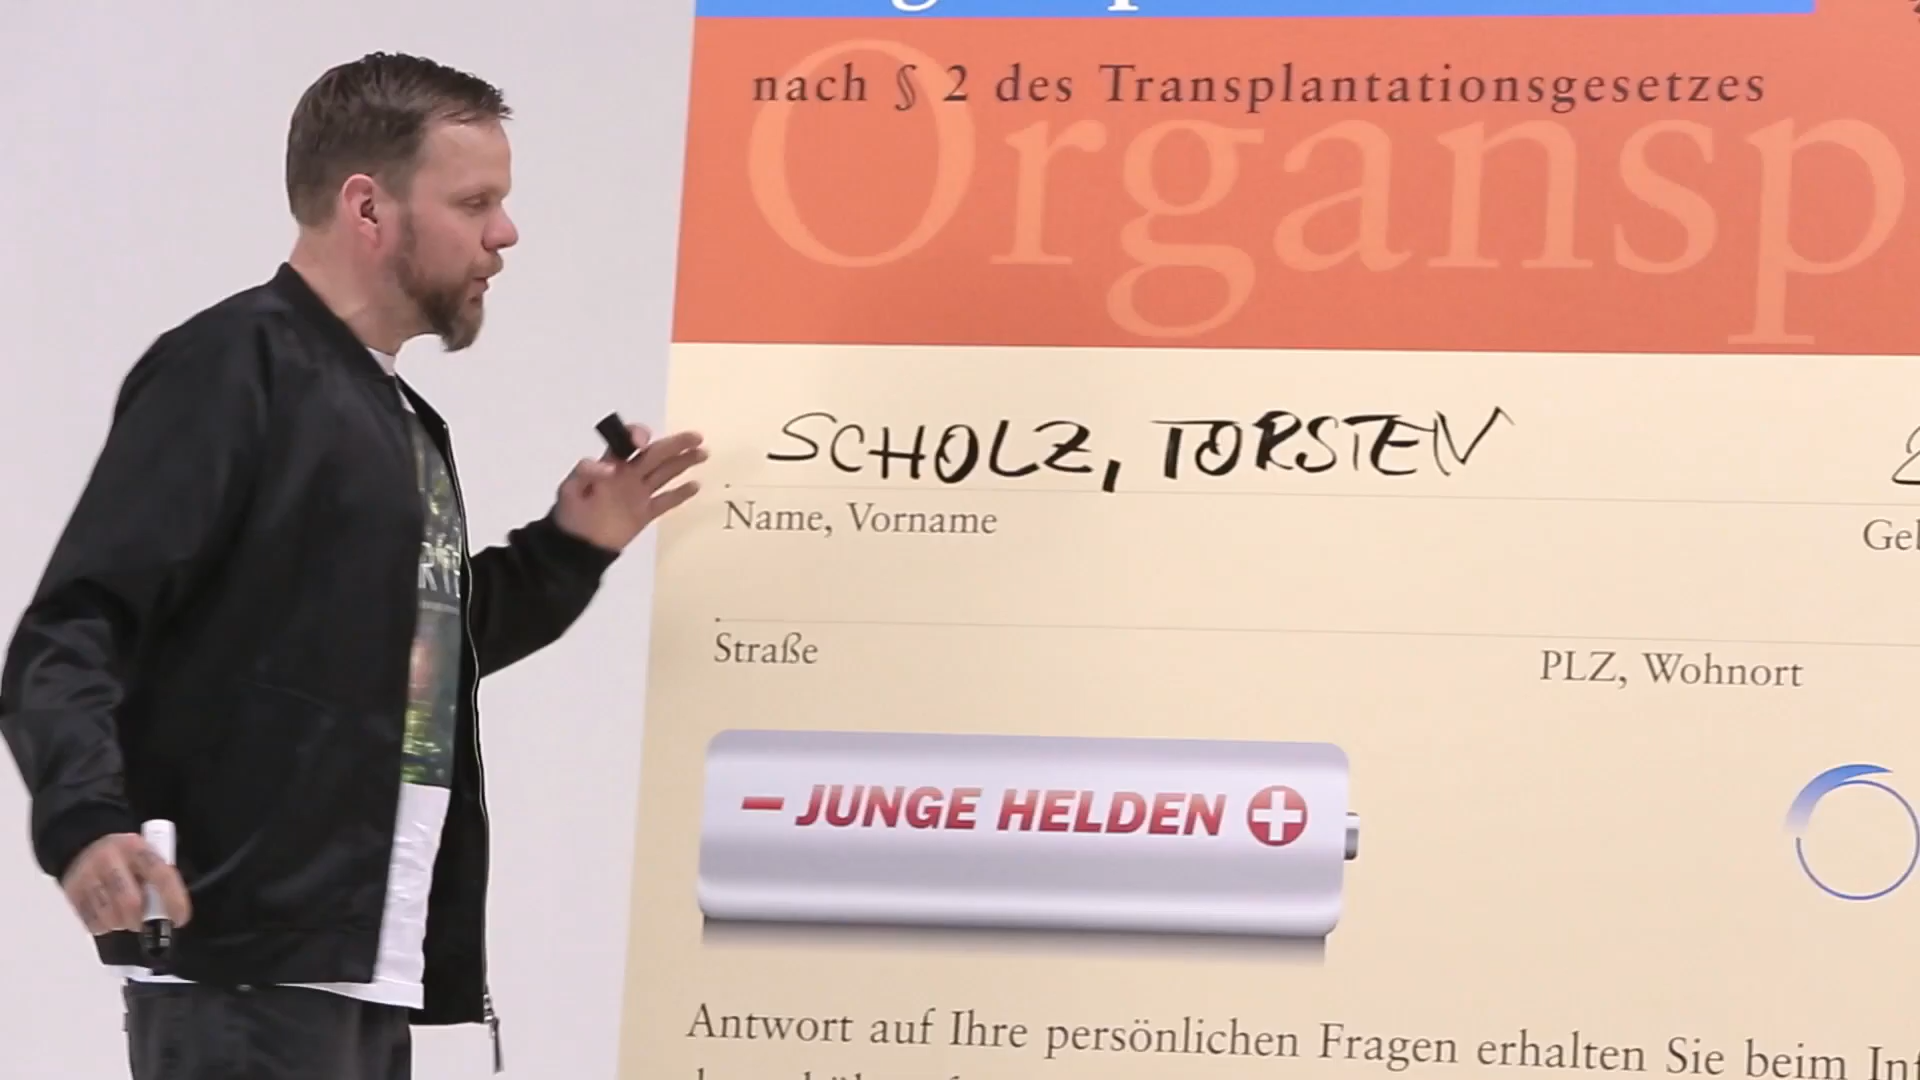 nach § 2 des Transplantationsgesetzes
Organsp
SCHOLZ, TORSTEN
Name, Vorname
Straße
PLZ, Wohnort
– JUNGE HELDEN +
Antwort auf Ihre persönlichen Fragen erhalten Sie beim